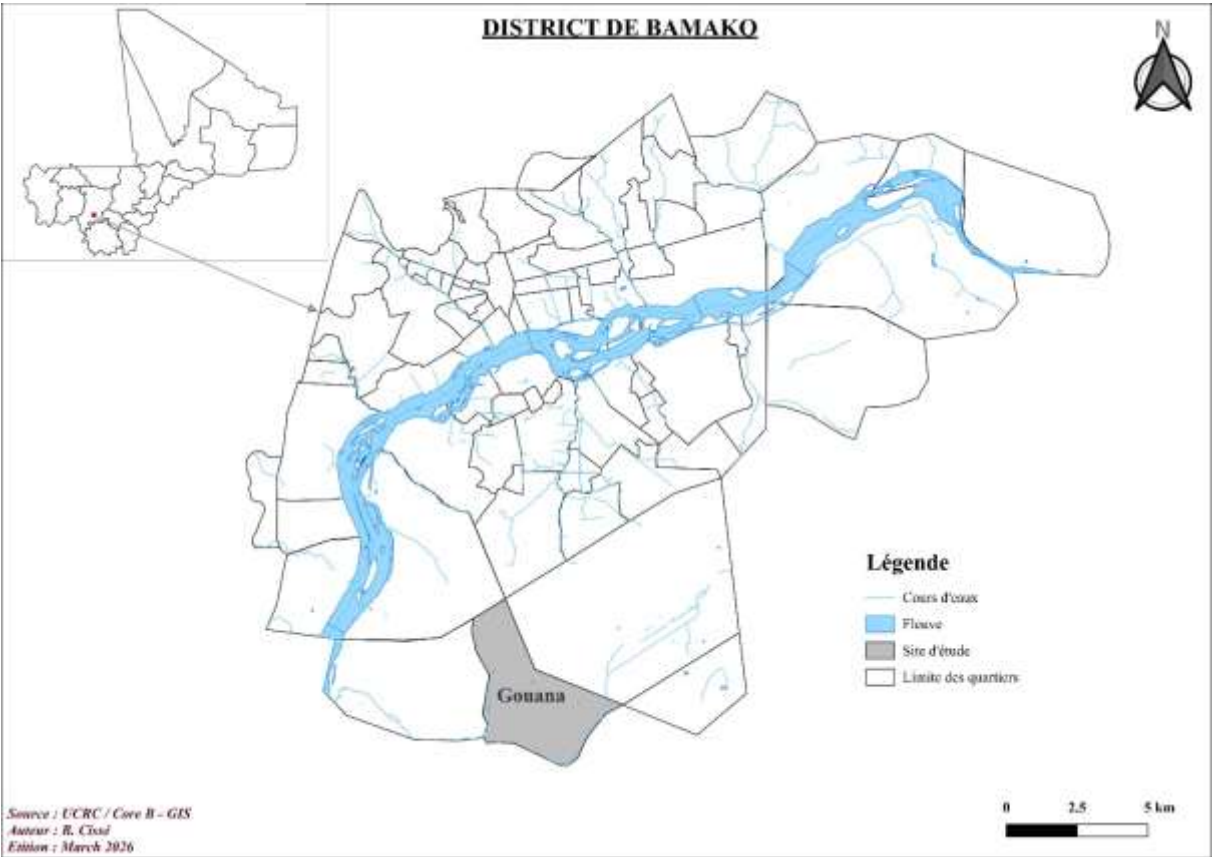 DISTRICT DE BAMAKO
N
Légende
Cours d'eaux
Fleuve
Site d'étude
Limite des quartiers
Gouana
0 2.5 5 km
Source : UCRC / Core B - GIS
Auteur : R. Cissé
Edition : March 2026